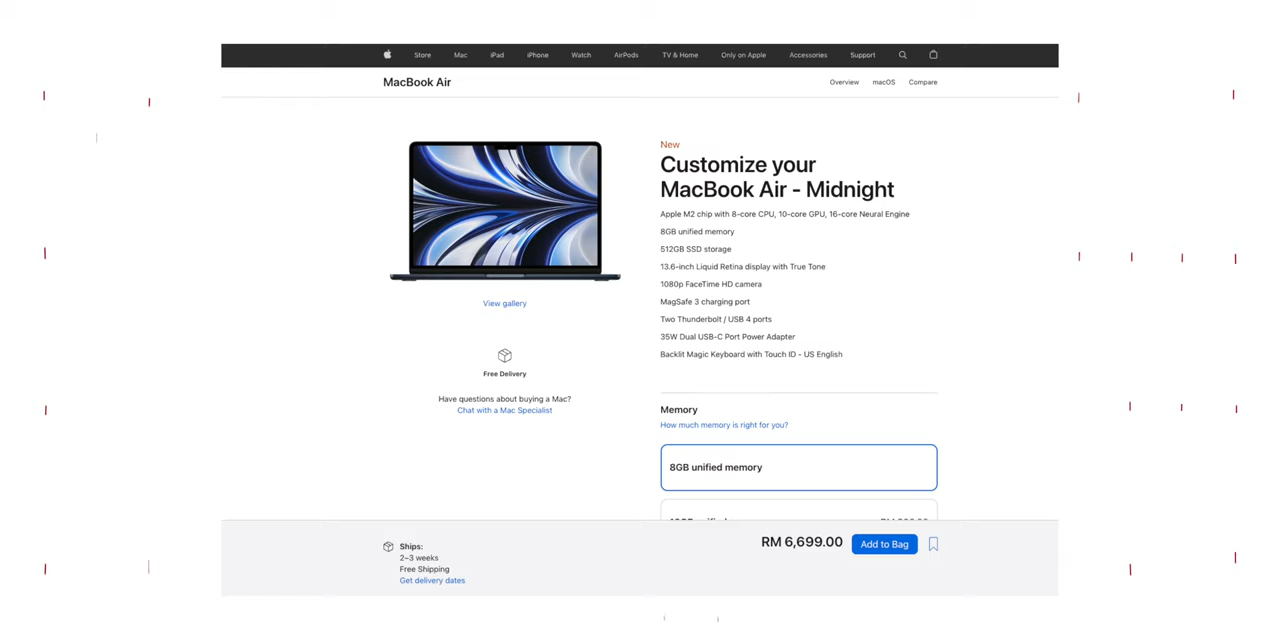 Store Mac iPad iPhone Watch AirPods TV & Home Only on Apple Accessories Support
MacBook Air
Overview macOS Compare
New
Customize your
MacBook Air - Midnight
Apple M2 chip with 8-core CPU, 10-core GPU, 16-core Neural Engine
8GB unified memory
512GB SSD storage
13.6-inch Liquid Retina display with True Tone
1080p FaceTime HD camera
MagSafe 3 charging port
Two Thunderbolt / USB 4 ports
35W Dual USB-C Port Power Adapter
Backlit Magic Keyboard with Touch ID - US English
View gallery
Free Delivery
Have questions about buying a Mac?
Chat with a Mac Specialist
Memory
How much memory is right for you?
8GB unified memory
RM 6,699.00
Add to Bag
Ships:
2–3 weeks
Free Shipping
Get delivery dates